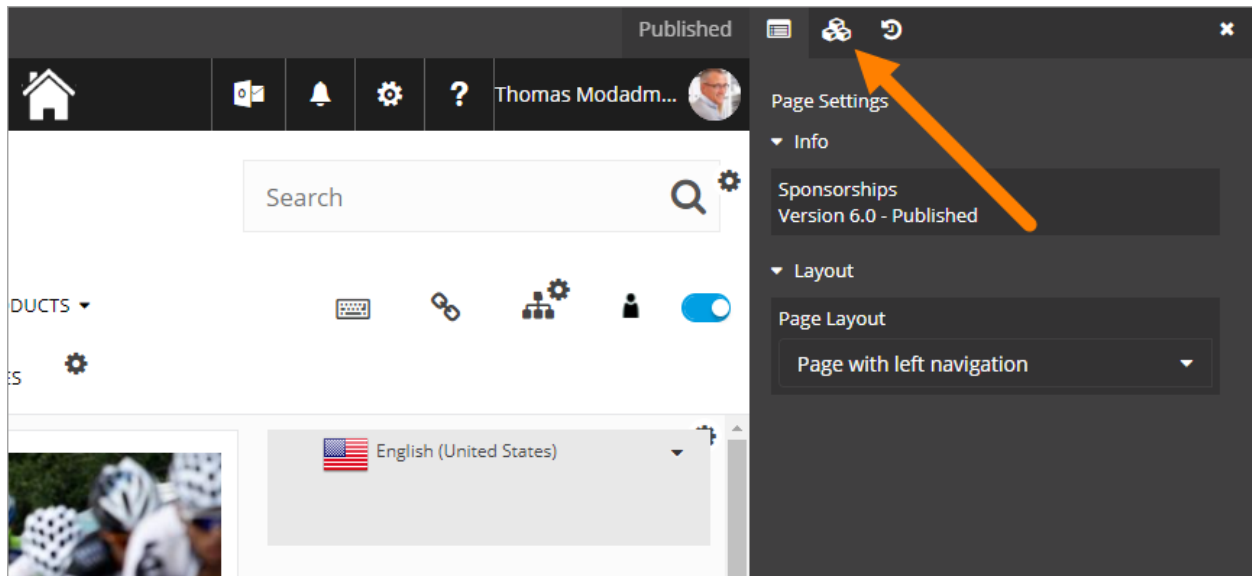 Published
Thomas Modadm...
Page Settings
Info
Search
Sponsorships
Version 6.0 - Published
Layout
DUCTS
Page Layout
Page with left navigation
ES
English (United States)